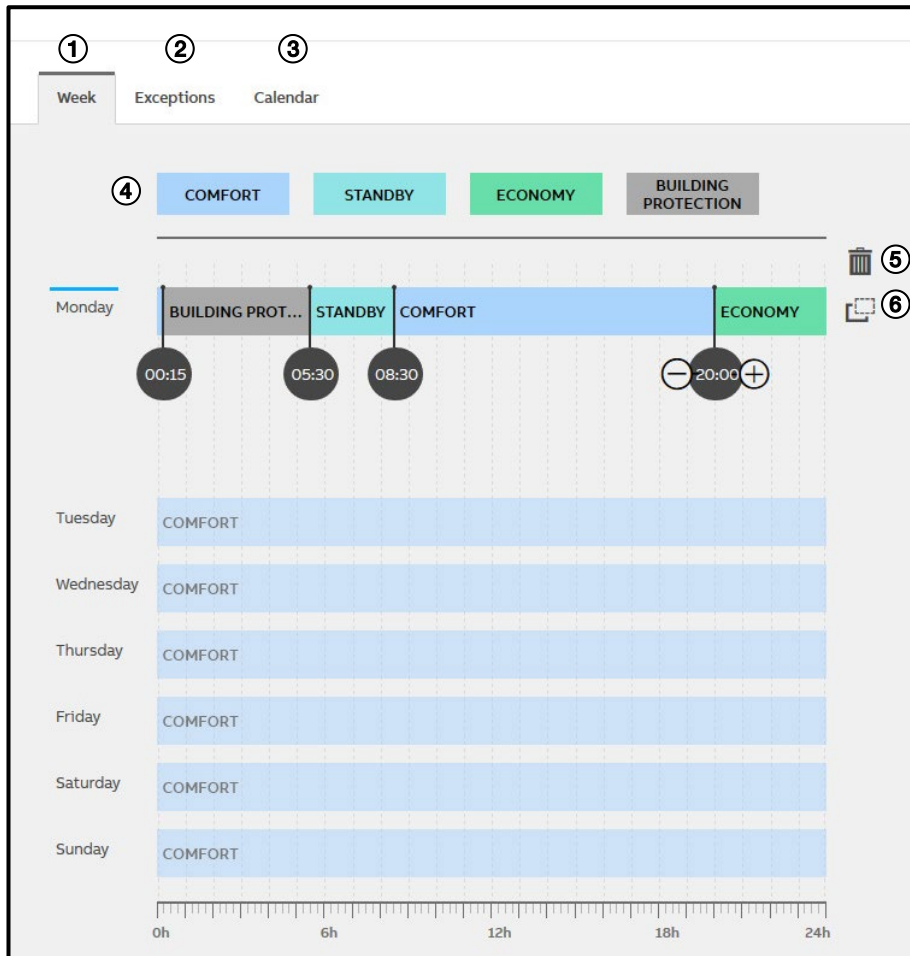 ① ② ③
Week Exceptions Calendar
④ COMFORT STANDBY ECONOMY BUILDING
PROTECTION
⑤
Monday BUILDING PROT... STANDBY COMFORT ECONOMY ⑥
00:15 05:30 08:30 20:00
Tuesday COMFORT
Wednesday COMFORT
Thursday COMFORT
Friday COMFORT
Saturday COMFORT
Sunday COMFORT
0h 6h 12h 18h 24h